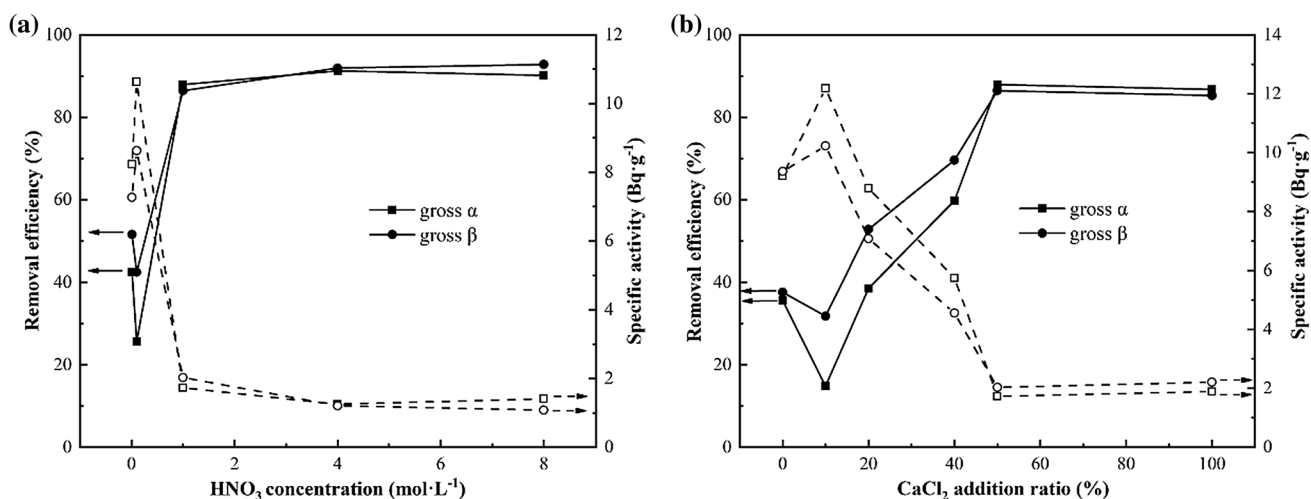 (a)
100
80
60
40
20
0
Removal efficiency (%)
gross α
gross β
12
10
8
6
4
2
0
Specific activity (Bq·g⁻¹)
0 2 4 6 8
HNO₃ concentration (mol·L⁻¹)
(b)
100
80
60
40
20
0
Removal efficiency (%)
gross α
gross β
14
12
10
8
6
4
2
0
Specific activity (Bq·g⁻¹)
0 20 40 60 80 100
CaCl₂ addition ratio (%)